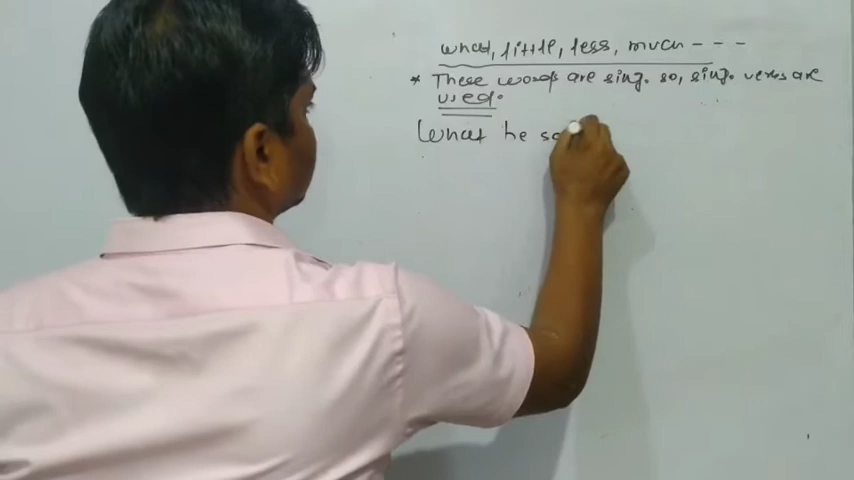 what, little, less, much - - -
* These words are sing. so, sing. verbs are
used.
What he